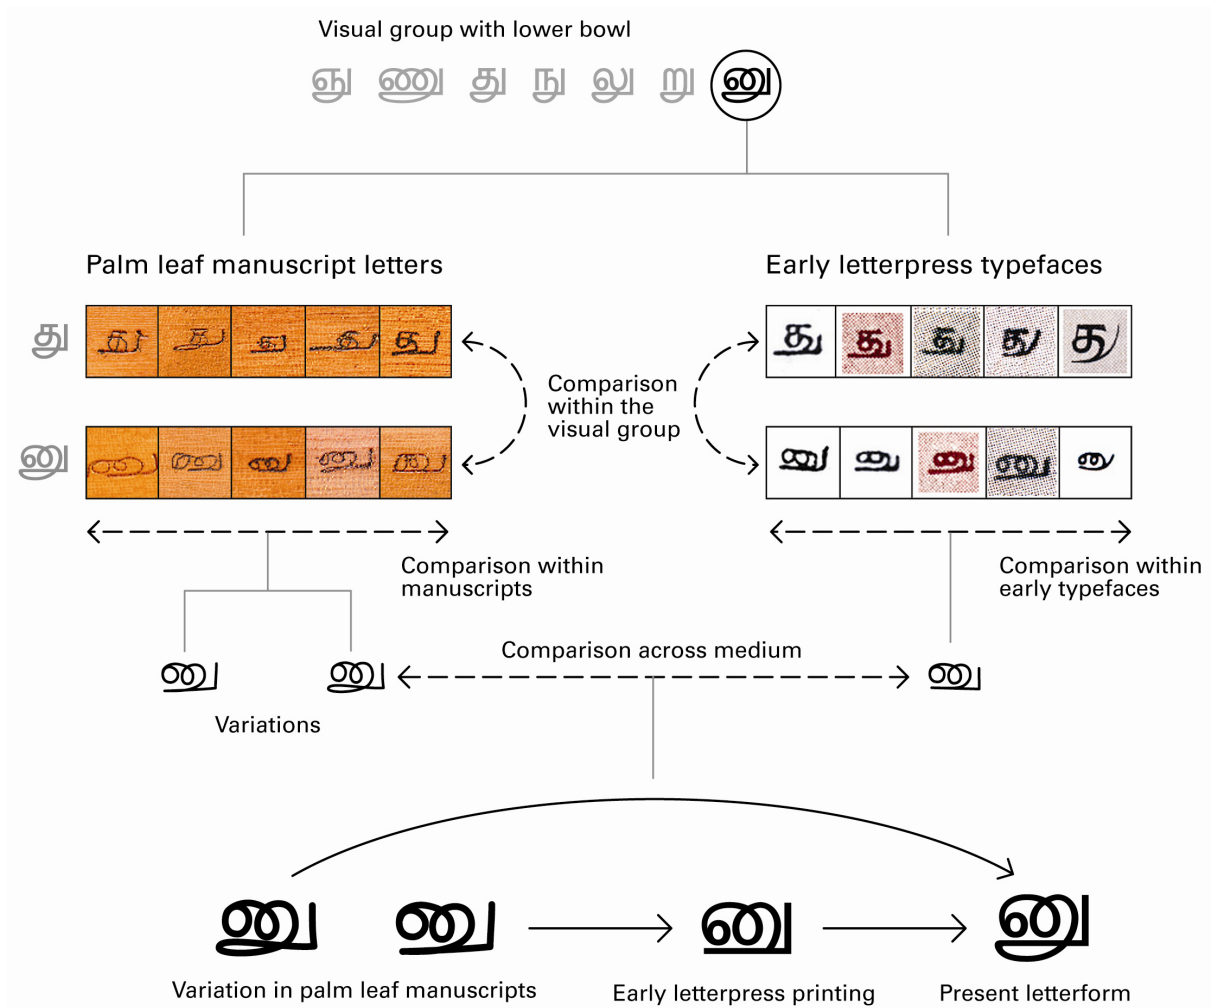 Visual group with lower bowl
னு ணு து நு லு று னு
Palm leaf manuscript letters
Early letterpress typefaces
து
து து து து து
து து து து து
Comparison
within the
visual group
னு
னு னு னு னு னு
னு னு னு னு னு
Comparison within
manuscripts
Comparison within
early typefaces
Comparison across medium
னு னு
னு
Variations
னு னு னு னு
Variation in palm leaf manuscripts
Early letterpress printing
Present letterform